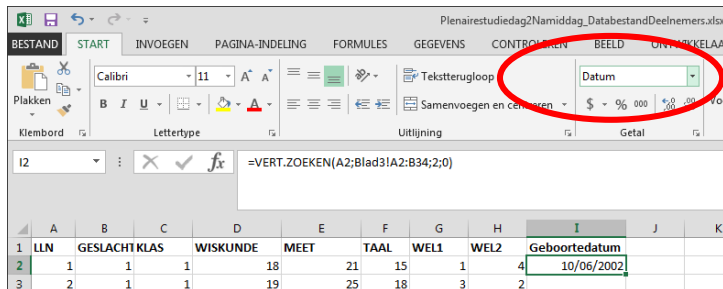 Plenairestudiedag2Namiddag_DatabestandDeelnemers.xlsx
BESTAND START INVOEGEN PAGINA-INDELING FORMULES GEGEVENS CONTROLEREN BEELD ONTWIKKELAA
Calibri 11 A A Tekstterugloop Datum
Plakken B I U A Samenvoegen en centreren $ % 000 Vo
Klembord Lettertype Uitlijning Getal
I2 fx =VERT.ZOEKEN(A2;Blad3!A2:B34;2;0)
A B C D E F G H I J K
1 LLN GESLACHT KLAS WISKUNDE MEET TAAL WEL1 WEL2 Geboortedatum
2 1 1 1 18 21 15 1 4 10/06/2002
3 2 1 1 19 25 18 3 2